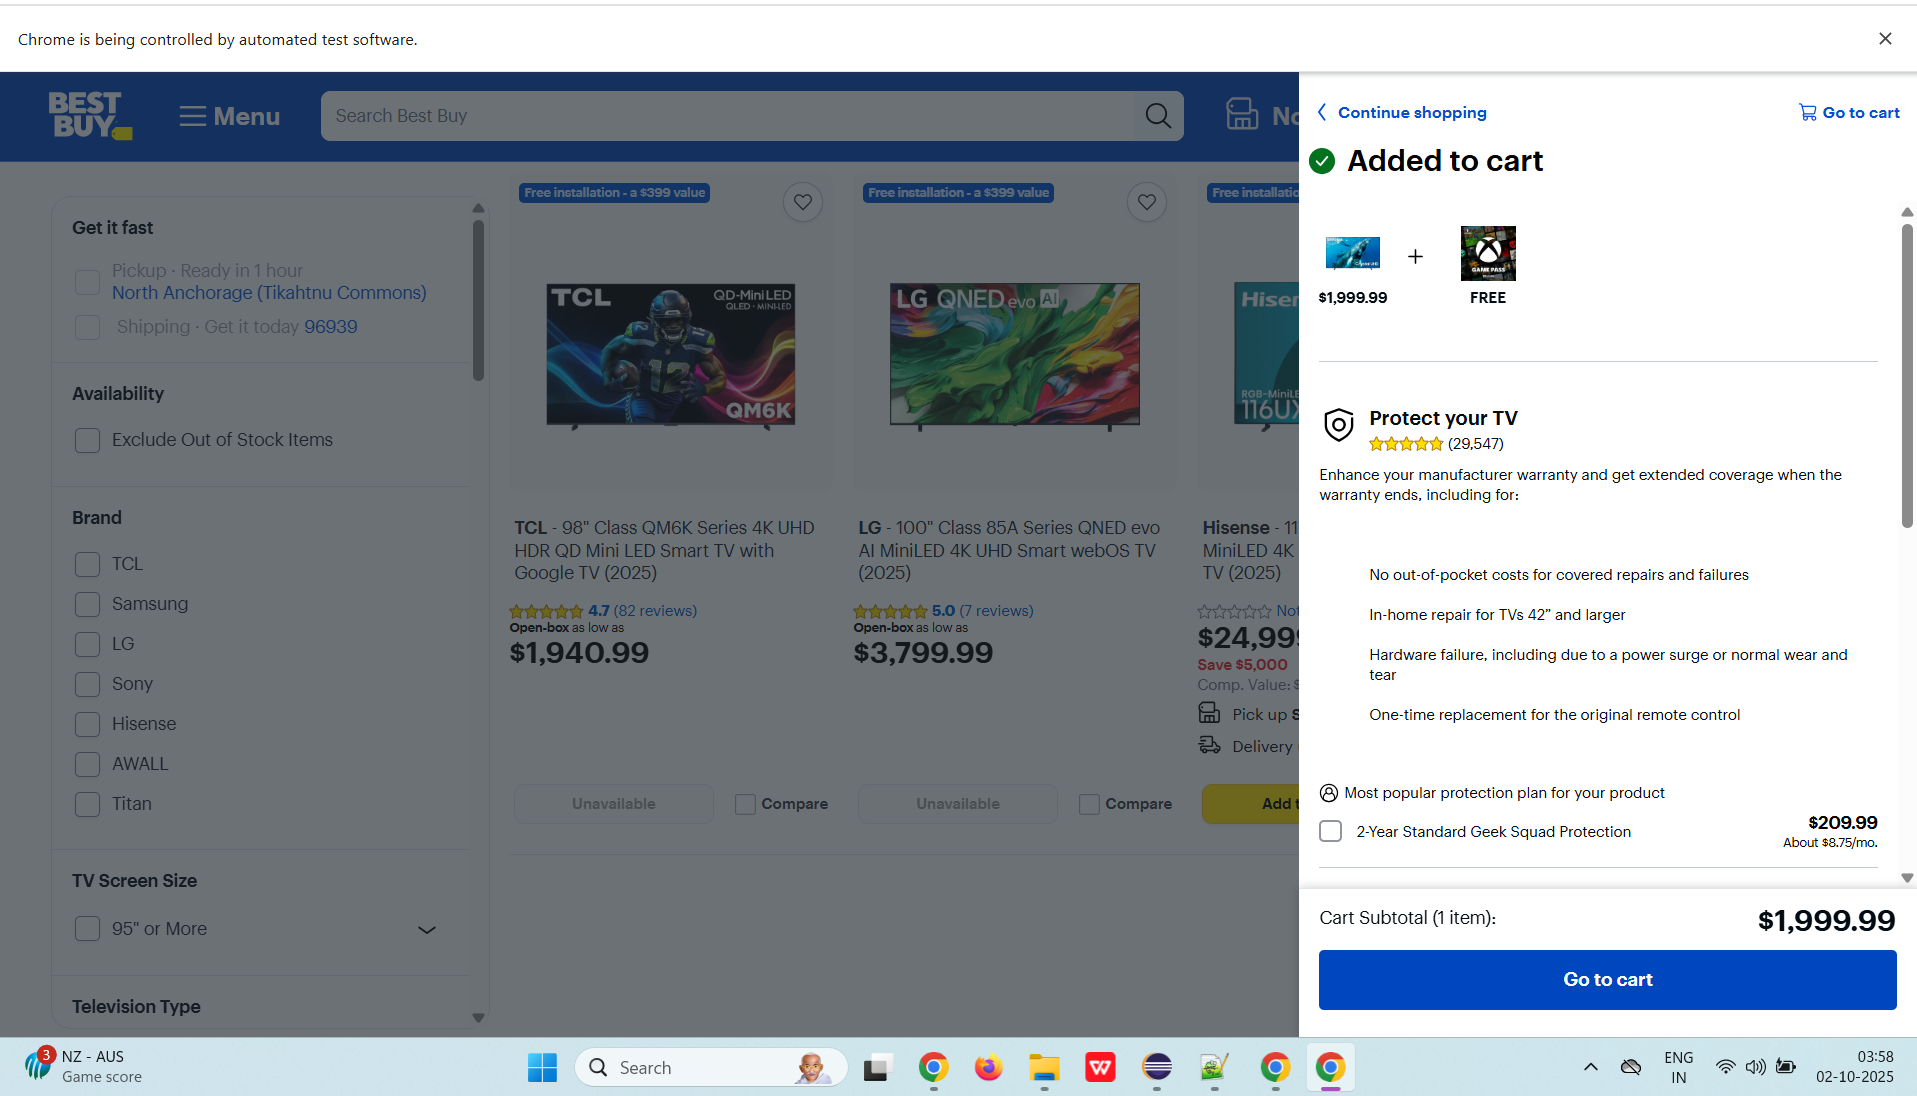 Chrome is being controlled by automated test software.
BEST
BUY
Menu
Search Best Buy
Continue shopping
Go to cart
Added to cart
$1,999.99
+
GAME PASS
FREE
Protect your TV
(29,547)
Enhance your manufacturer warranty and get extended coverage when the
warranty ends, including for:
No out-of-pocket costs for covered repairs and failures
In-home repair for TVs 42” and larger
Hardware failure, including due to a power surge or normal wear and
tear
One-time replacement for the original remote control
Most popular protection plan for your product
2-Year Standard Geek Squad Protection
$209.99
About $8.75/mo.
Cart Subtotal (1 item):
$1,999.99
Go to cart
Get it fast
Pickup · Ready in 1 hour
North Anchorage (Tikahtnu Commons)
Shipping · Get it today 96939
Availability
Exclude Out of Stock Items
Brand
TCL
Samsung
LG
Sony
Hisense
AWALL
Titan
TV Screen Size
95" or More
Television Type
Free installation - a $399 value
TCL
QD-Mini LED
QLED · MINI-LED
12
QM6K
TCL - 98" Class QM6K Series 4K UHD
HDR QD Mini LED Smart TV with
Google TV (2025)
4.7 (82 reviews)
Open-box as low as
$1,940.99
Unavailable
Compare
Free installation - a $399 value
LG QNED evo AI
LG - 100" Class 85A Series QNED evo
AI MiniLED 4K UHD Smart webOS TV
(2025)
5.0 (7 reviews)
Open-box as low as
$3,799.99
Unavailable
Compare
Free
Hisense
MiniLED 4K
TV (2025)
Save $5,000
Comp. Value:
Pick up
Delivery
Add
3
NZ - AUS
Game score
Search
ENG
IN
03:58
02-10-2025